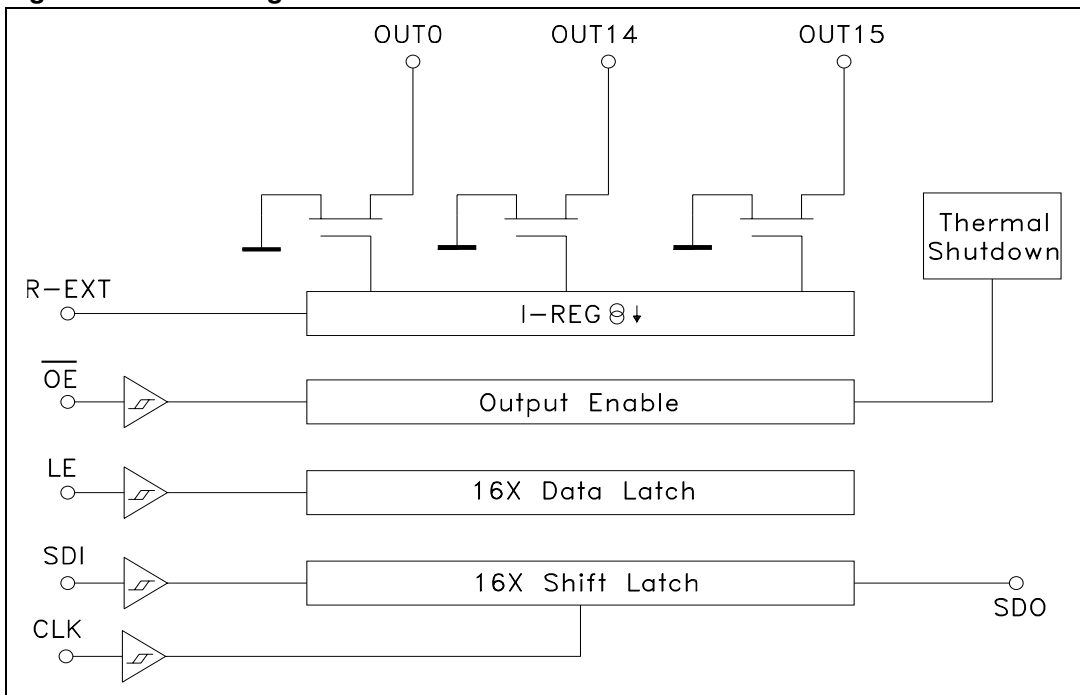 OUT0 OUT14 OUT15
Thermal
Shutdown
R-EXT
I-REG
OE
Output Enable
LE
16X Data Latch
SDI
16X Shift Latch
SDO
CLK